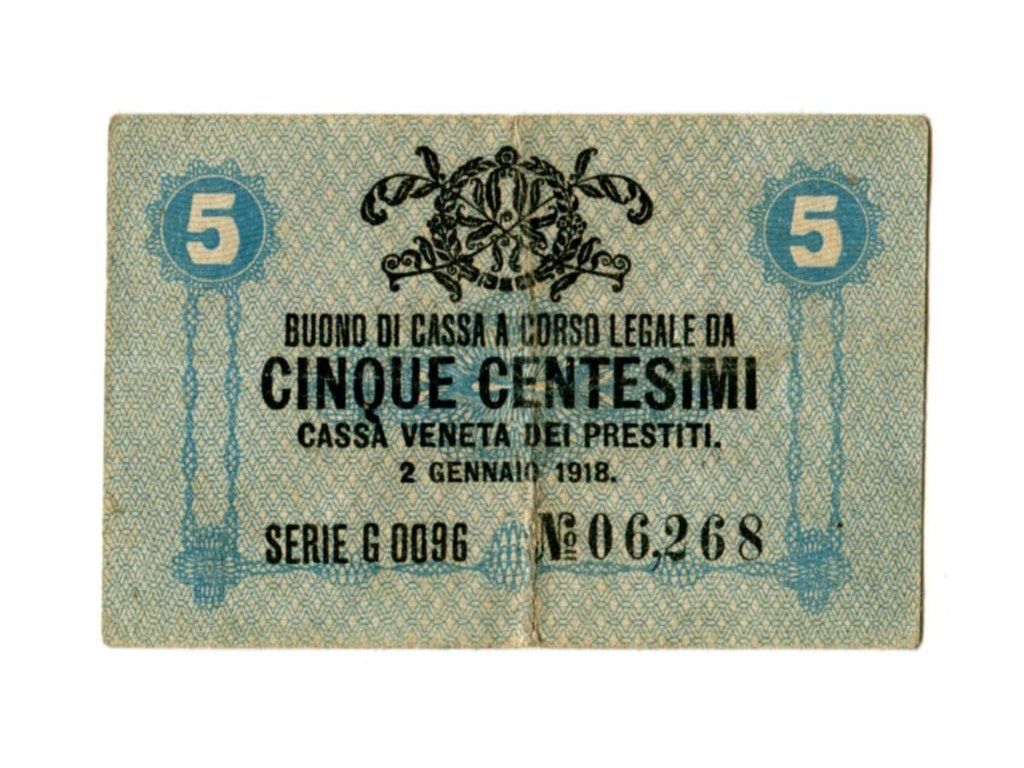 5 5
BUONO DI CASSA A CORSO LEGALE DA
CINQUE CENTESIMI
CASSA VENETA DEI PRESTITI.
2 GENNAIO 1918.
SERIE G 0096 No 06,268